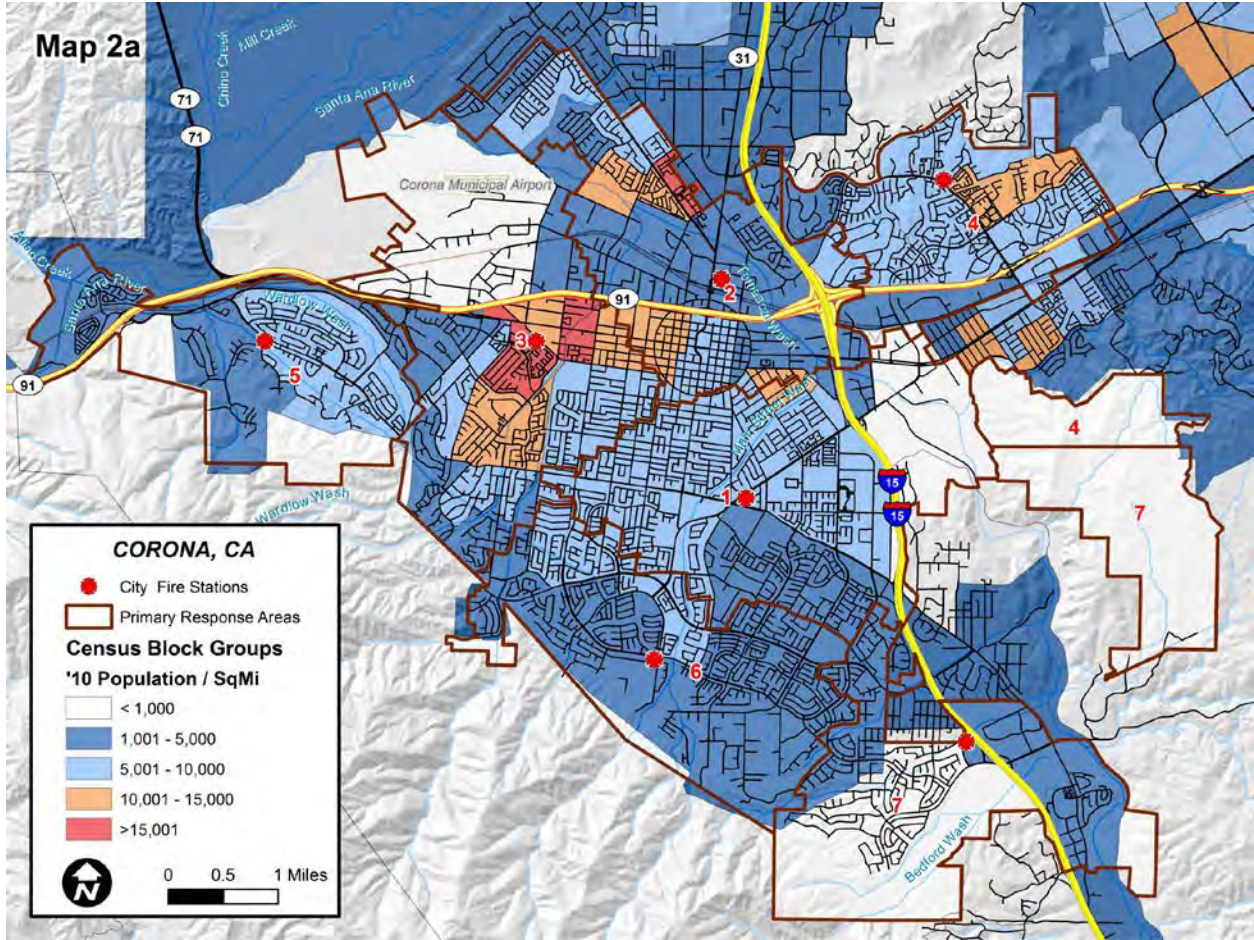 Map 2a
Mill Creek
Chino Creek
Santa Ana River
71
71
31
Corona Municipal Airport
4
2
91
Temescal Wash
Santa Ana River
Wardlow Wash
3
5
91
4
15
1
15
7
Wardlow Wash
6
7
Bedford Wash
CORONA, CA
City Fire Stations
Primary Response Areas
Census Block Groups
'10 Population / SqMi
< 1,000
1,001 - 5,000
5,001 - 10,000
10,001 - 15,000
>15,001
N
0 0.5 1 Miles